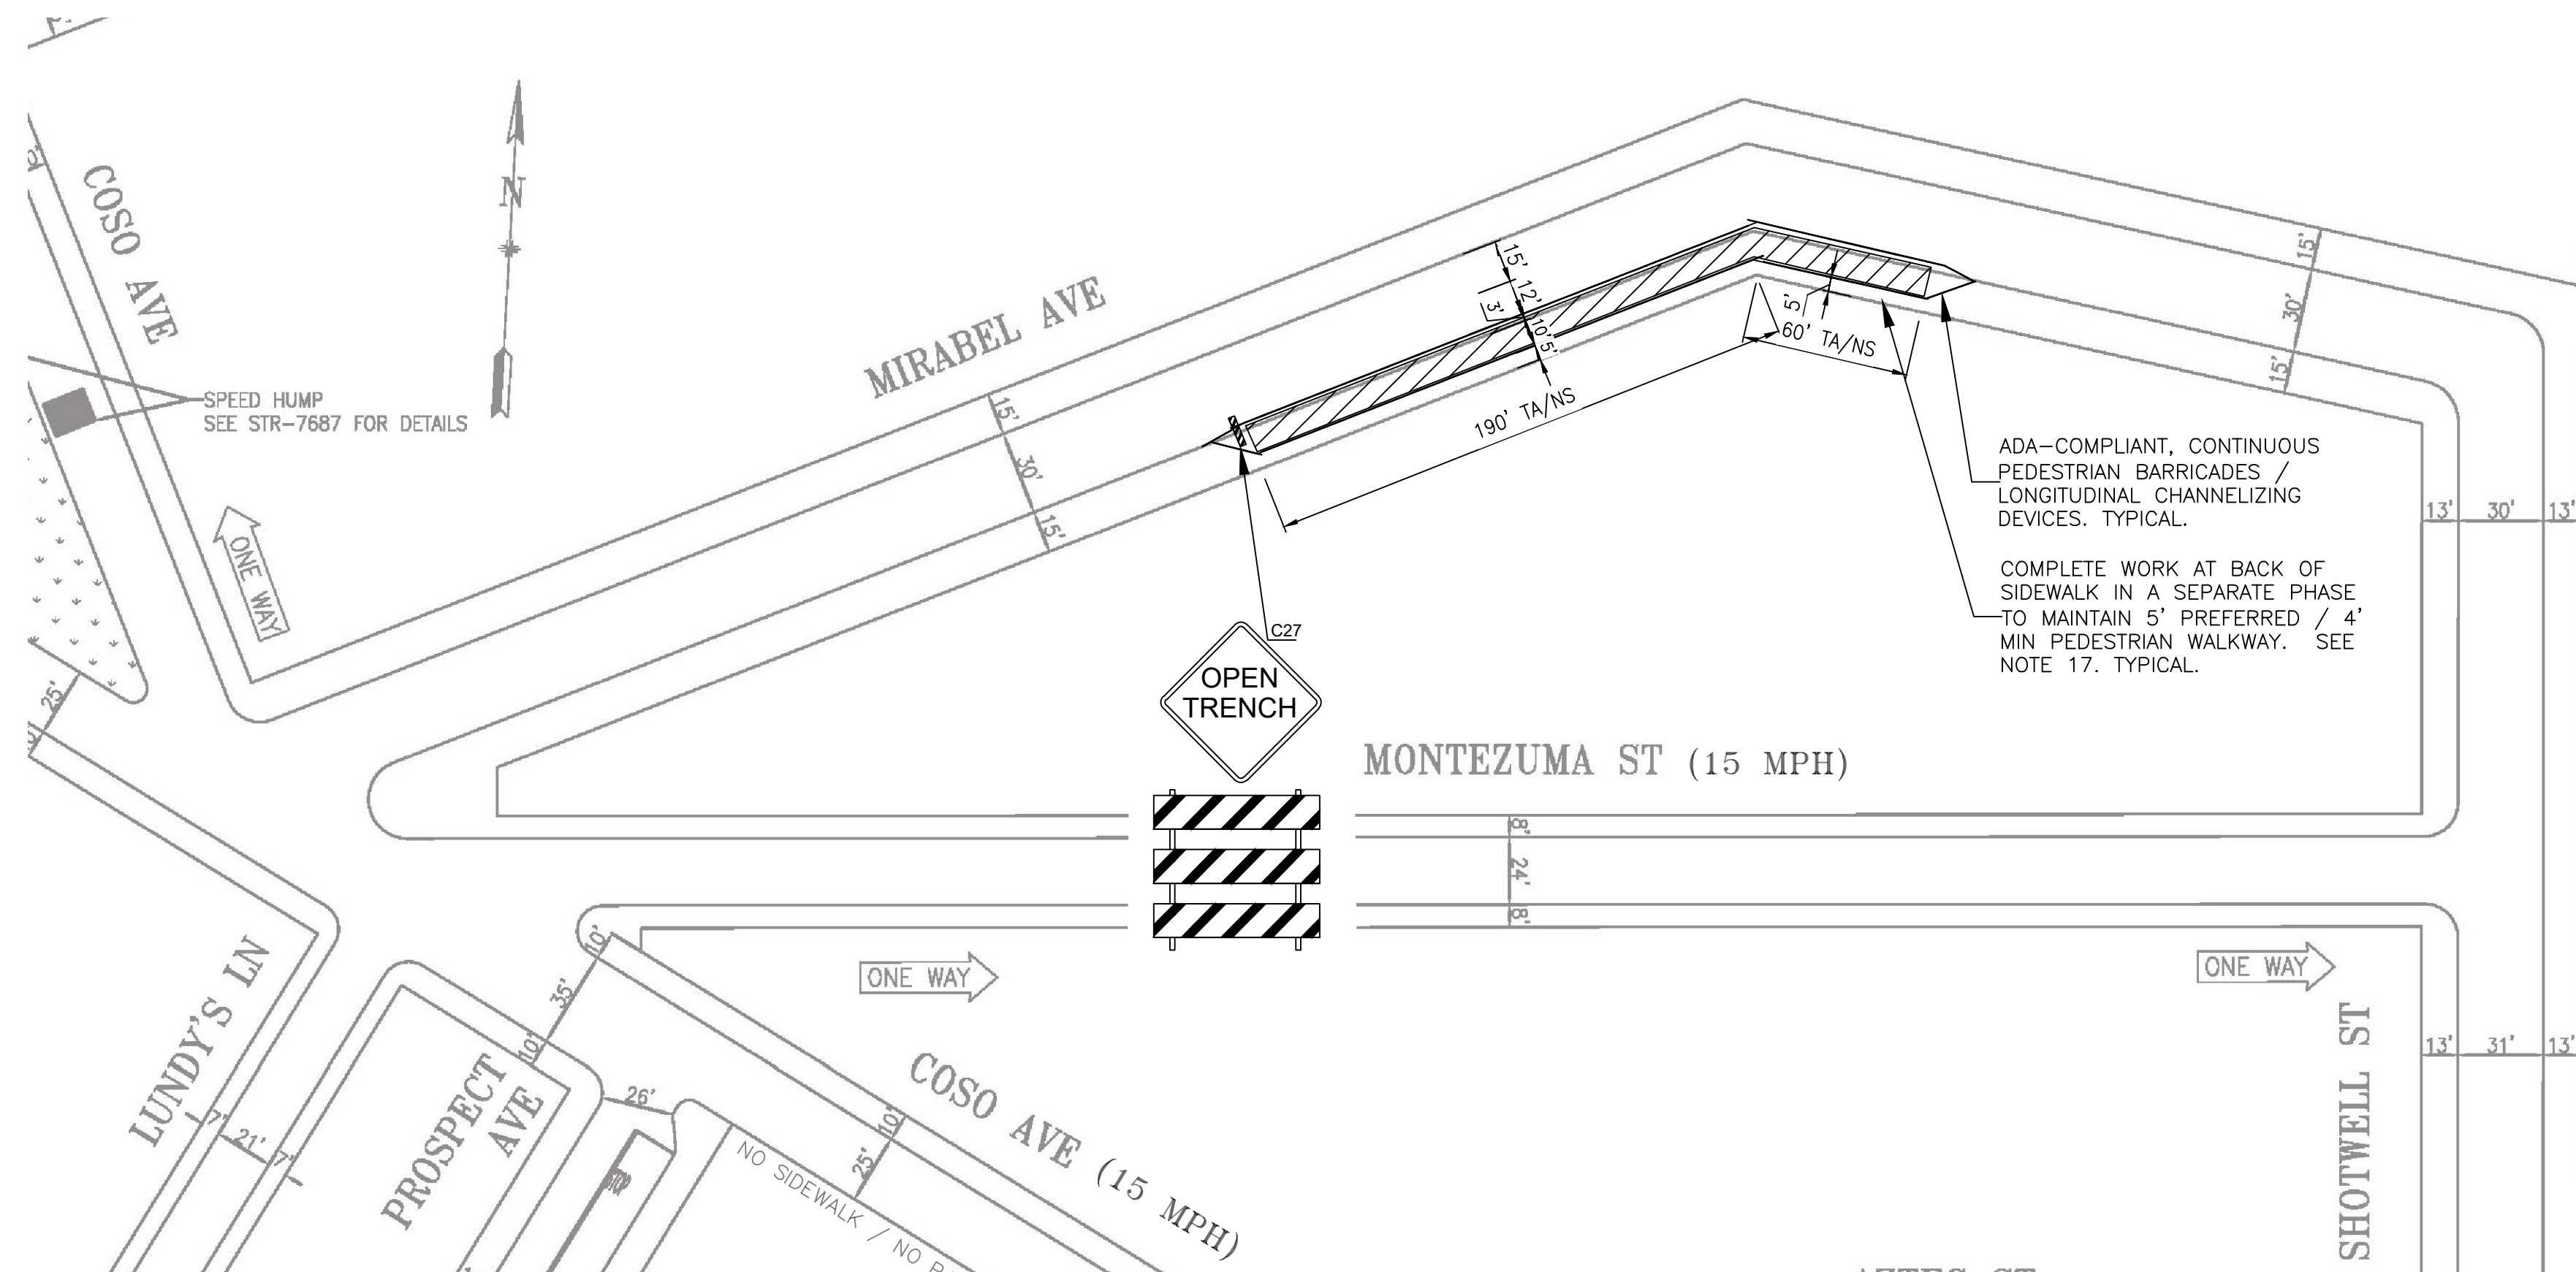 COSO AVE
N
SPEED HUMP
SEE STR-7687 FOR DETAILS
ONE WAY
MIRABEL AVE
15'
30'
15'
15'
12'
3'
10'
5'
190' TA/NS
5'
60' TA/NS
15'
30'
15'
ADA-COMPLIANT, CONTINUOUS
PEDESTRIAN BARRICADES /
LONGITUDINAL CHANNELIZING
DEVICES. TYPICAL.
COMPLETE WORK AT BACK OF
SIDEWALK IN A SEPARATE PHASE
TO MAINTAIN 5' PREFERRED / 4'
MIN PEDESTRIAN WALKWAY. SEE
NOTE 17. TYPICAL.
13' 30' 13'
C27
OPEN
TRENCH
25'
MONTEZUMA ST (15 MPH)
8'
24'
8'
ONE WAY
ONE WAY
LUNDY'S LN
7'
21'
7'
PROSPECT
AVE
10'
35'
10'
26'
STOP
COSO AVE (15 MPH)
10'
25'
NO SIDEWALK / NO
SHOTWELL ST
13' 31' 13'